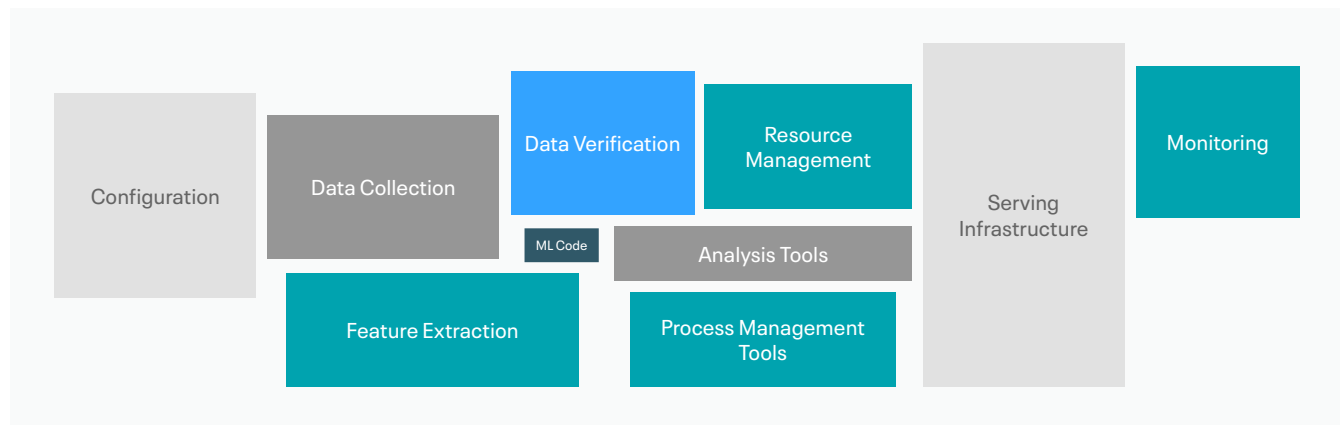 Configuration
Data Collection
Data Verification
Resource
Management
Serving
Infrastructure
Monitoring
ML Code
Analysis Tools
Feature Extraction
Process Management
Tools